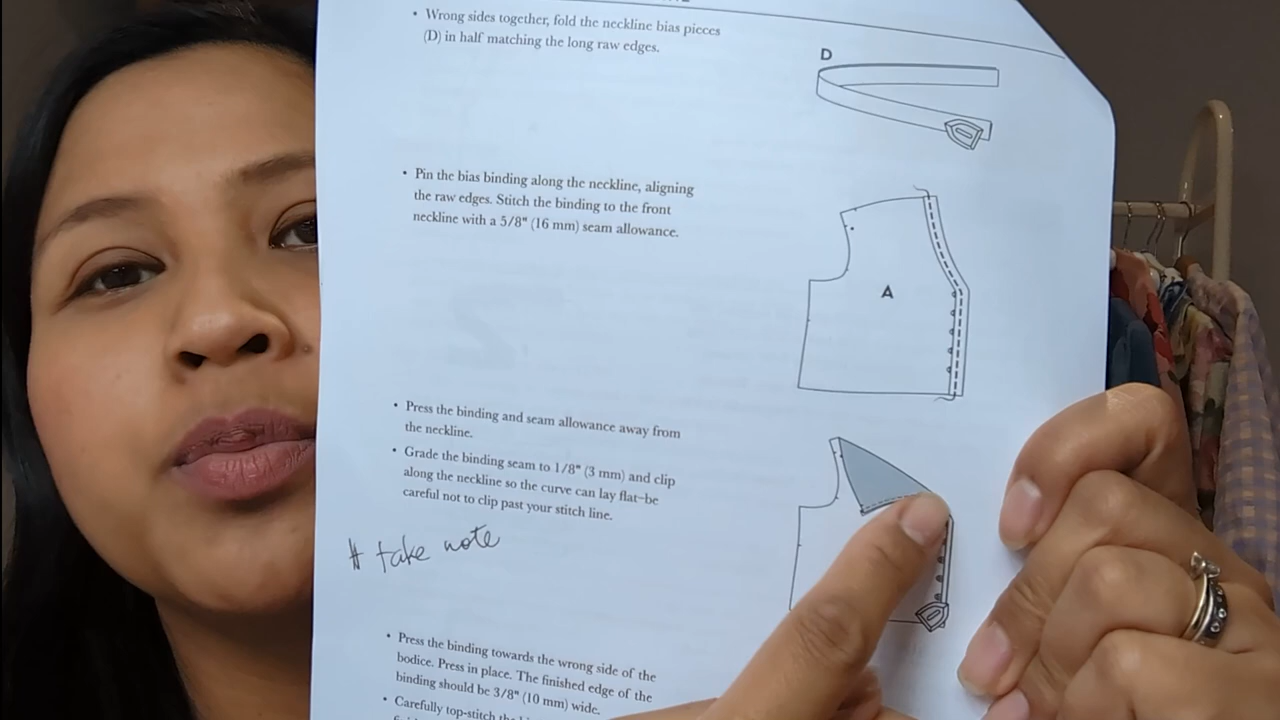 • Wrong sides together, fold the neckline bias pieces
(D) in half matching the long raw edges.
D
• Pin the bias binding along the neckline, aligning
the raw edges. Stitch the binding to the front
neckline with a 5/8" (16 mm) seam allowance.
A
• Press the binding and seam allowance away from
the neckline.
• Grade the binding seam to 1/8" (3 mm) and clip
along the neckline so the curve can lay flat–be
careful not to clip past your stitch line.
# take note
• Press the binding towards the wrong side of the
bodice. Press in place. The finished edge of the
binding should be 3/8" (10 mm) wide.
• Carefully top-stitch the